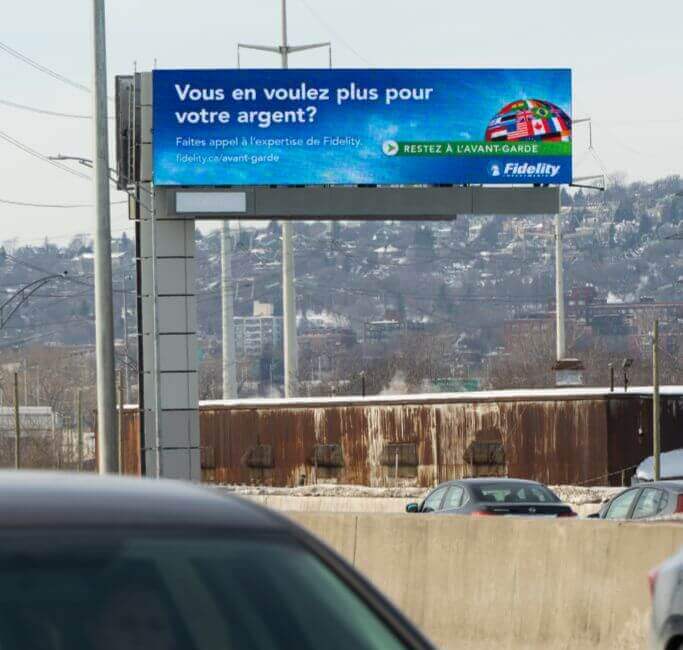 Vous en voulez plus pour
votre argent?
Faites appel à l'expertise de Fidelity.
fidelity.ca/avant-garde
RESTEZ À L'AVANT-GARDE
Fidelity
INVESTMENTS